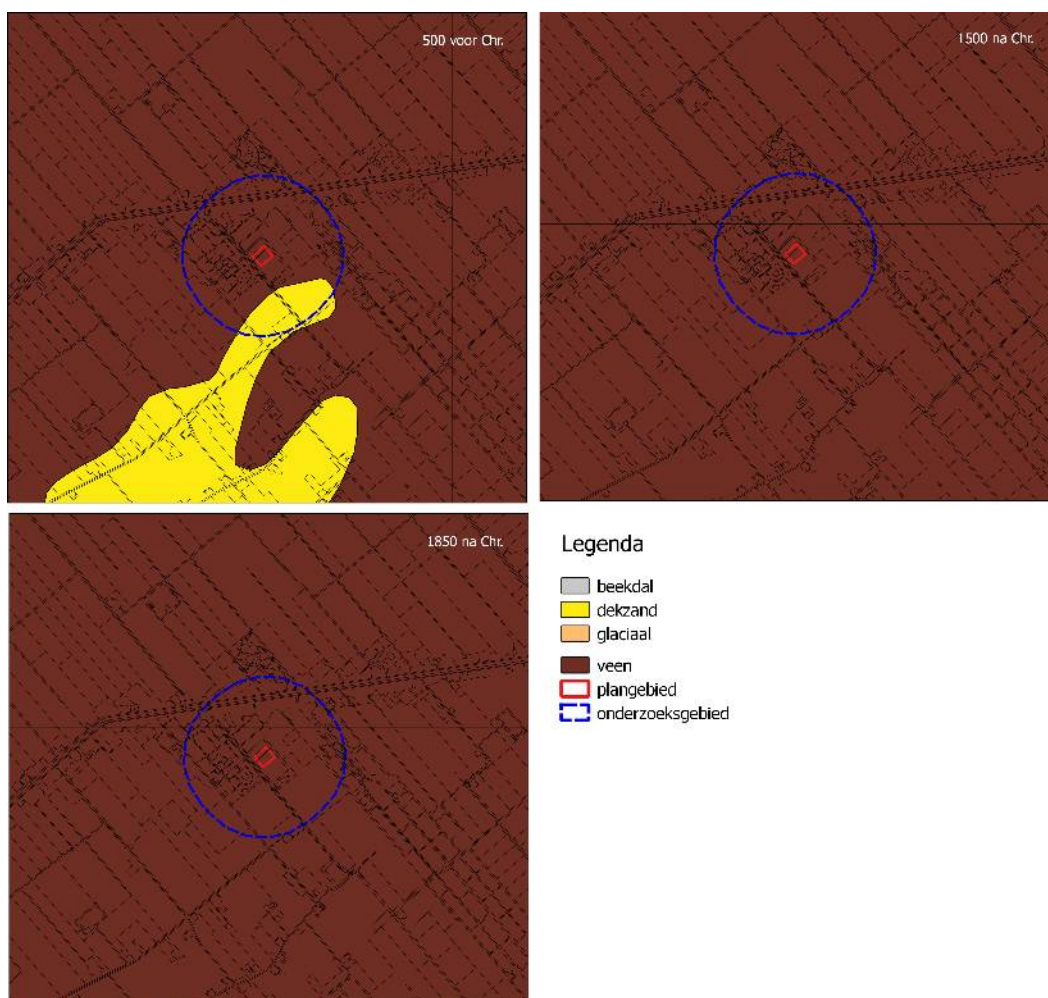 500 voor Chr.
1500 na Chr.
1850 na Chr.
Legenda
beekdal
dekzand
glaciaal
veen
plangebied
onderzoeksgebied